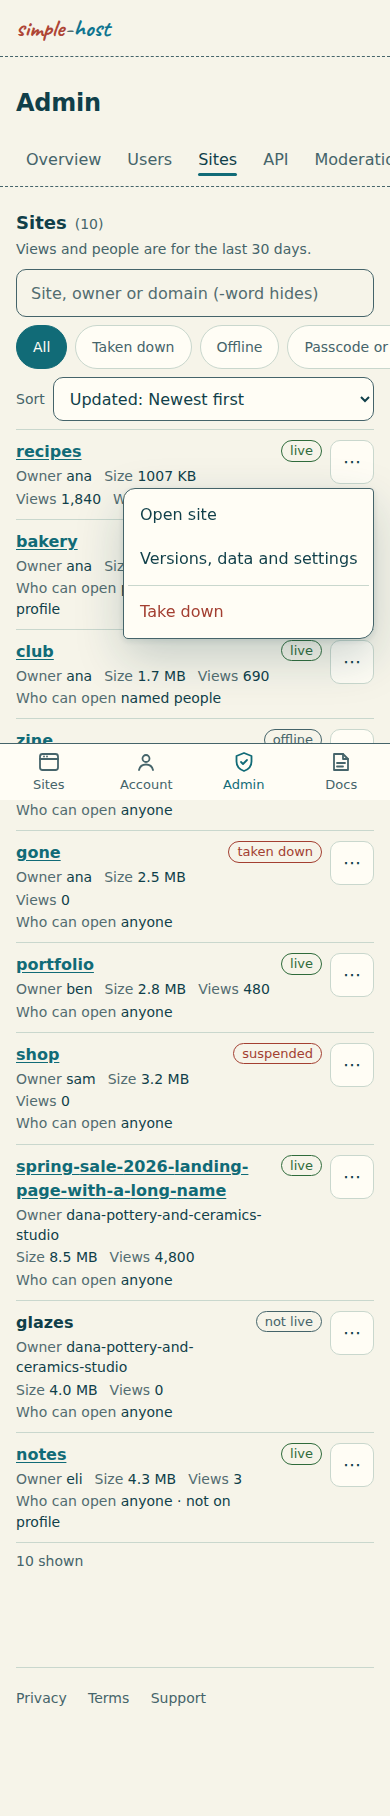 simple-host
Admin
Overview Users Sites API Moderatio
Sites (10)
Views and people are for the last 30 days.
Site, owner or domain (-word hides)
All Taken down Offline Passcode or
Sort Updated: Newest first
recipes live ...
Owner ana Size 1007 KB
Views 1,840
Open site
bakery
Versions, data and settings
Owner ana
Who can open
profile
Take down
club live ...
Owner ana Size 1.7 MB Views 690
Who can open named people
zine offline
Sites Account Admin Docs
Who can open anyone
gone taken down ...
Owner ana Size 2.5 MB
Views 0
Who can open anyone
portfolio live ...
Owner ben Size 2.8 MB Views 480
Who can open anyone
shop suspended ...
Owner sam Size 3.2 MB
Views 0
Who can open anyone
spring-sale-2026-landing- live ...
page-with-a-long-name
Owner dana-pottery-and-ceramics-
studio
Size 8.5 MB Views 4,800
Who can open anyone
glazes not live ...
Owner dana-pottery-and-
ceramics-studio
Size 4.0 MB Views 0
Who can open anyone
notes live ...
Owner eli Size 4.3 MB Views 3
Who can open anyone · not on
profile
10 shown
Privacy Terms Support